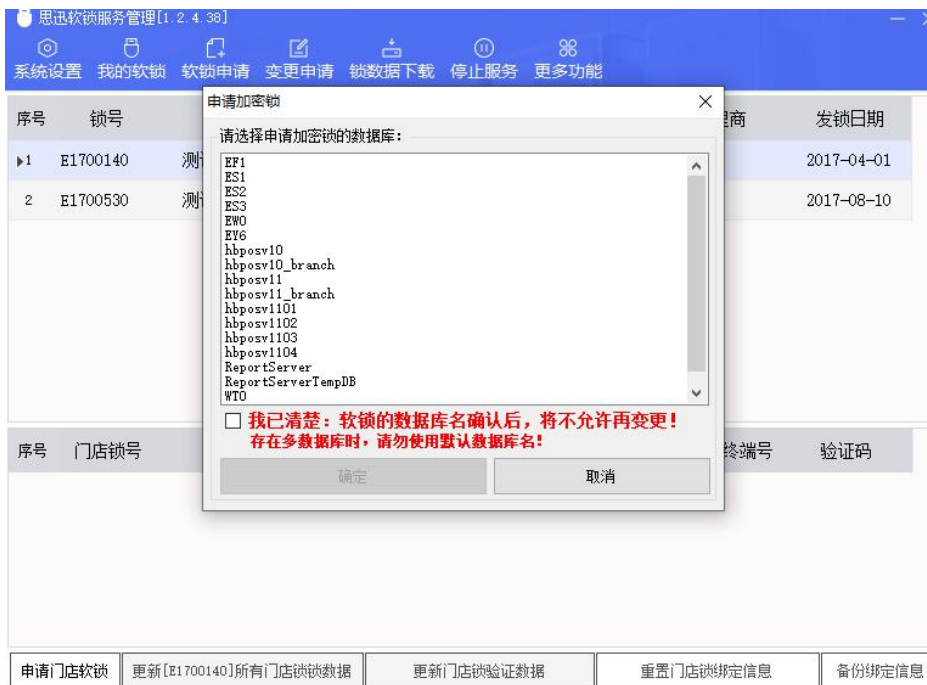 思迅软锁服务管理[1.2.4.38]
系统设置 我的软锁 软锁申请 变更申请 锁数据下载 停止服务 更多功能
申请加密锁
序号 锁号 商 发锁日期
请选择申请加密锁的数据库：
1 E1700140 测 2017-04-01
2 E1700530 测 2017-08-10
EF1
ES1
ES2
ES3
EWO
EY6
hbposv10
hbposv10_branch
hbposv11
hbposv11_branch
hbposv1101
hbposv1102
hbposv1103
hbposv1104
ReportServer
ReportServerTempDB
WTO
我已清楚：软锁的数据库名确认后，将不允许再变更！
存在多数据库时，请勿使用默认数据库名！
序号 门店锁号 终端号 验证码
确定 取消
申请门店软锁 更新[E1700140]所有门店锁锁数据 更新门店锁验证数据 重置门店锁绑定信息 备份绑定信息